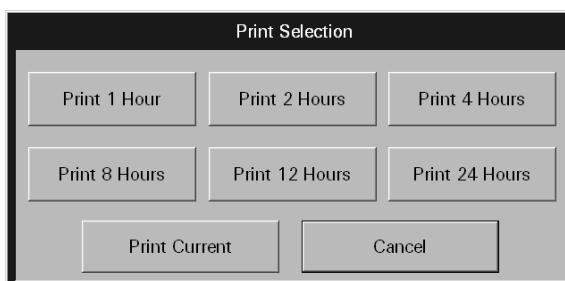 Print Selection
Print 1 Hour Print 2 Hours Print 4 Hours
Print 8 Hours Print 12 Hours Print 24 Hours
Print Current Cancel